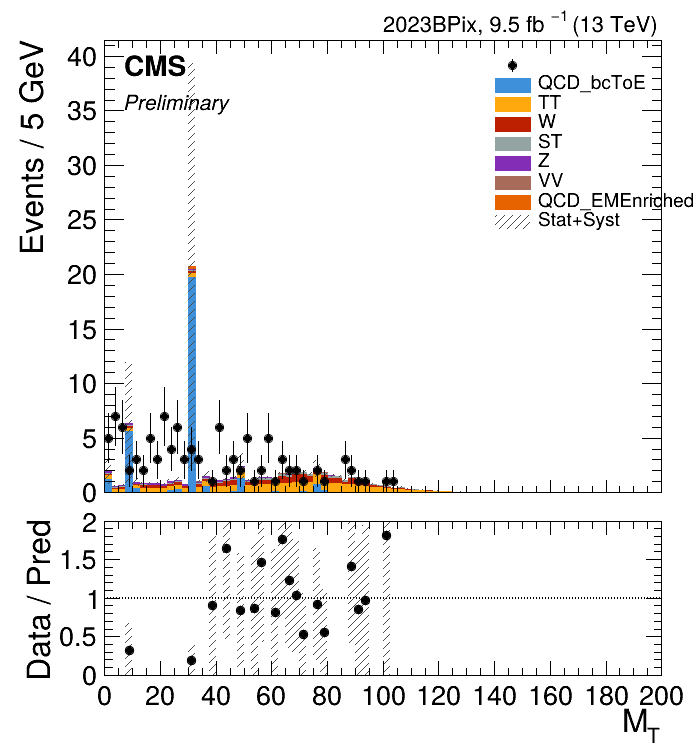 2023BPix, 9.5 fb⁻¹ (13 TeV)
CMS
Preliminary
QCD_bcToE
TT
W
ST
Z
VV
QCD_EMEnriched
Stat+Syst
Events / 5 GeV
40
35
30
25
20
15
10
5
0
Data / Pred
2
1.5
1
0.5
0
0 20 40 60 80 100 120 140 160 180 200
M_T